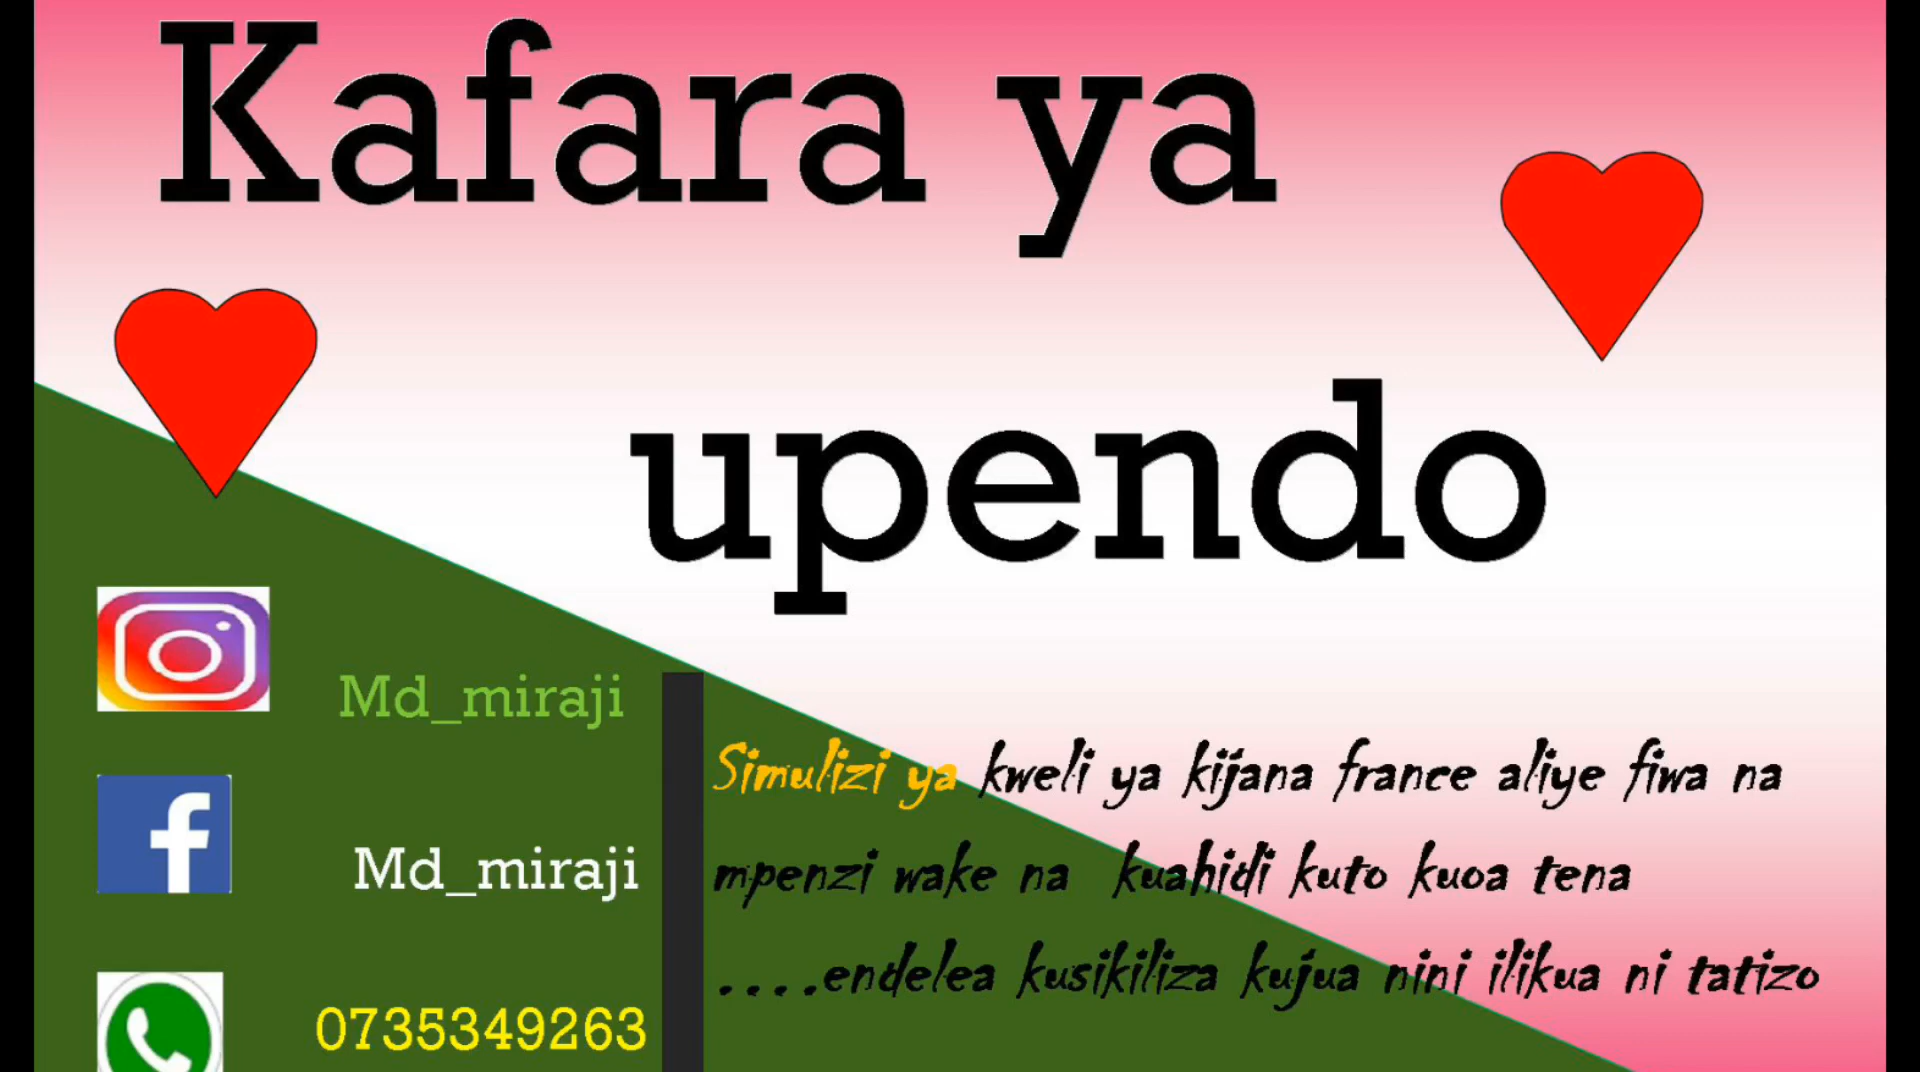 Kafara ya
upendo
Md_miraji
Md_miraji
0735349263
Simulizi ya kweli ya kijana france aliye fiwa na
mpenzi wake na kuahidi kuto kuoa tena
....endelea kusikiliza kujua nini ilikua ni tatizo